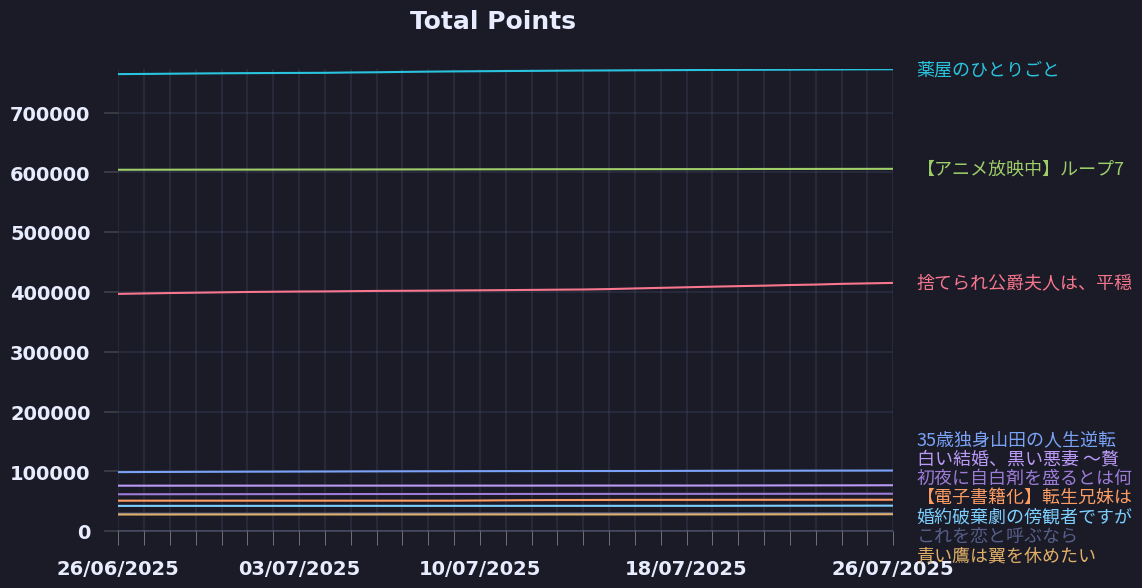 Total Points
700000
600000
500000
400000
300000
200000
100000
0
26/06/2025
03/07/2025
10/07/2025
18/07/2025
26/07/2025
薬屋のひとりごと
【アニメ放映中】ループ7
捨てられ公爵夫人は、平穏
35歳独身山田の人生逆転
白い結婚、黒い悪妻 ～贅
初夜に自白剤を盛るとは何
【電子書籍化】転生兄妹は
婚約破棄劇の傍観者ですが
これを恋と呼ぶなら
青い鷹は翼を休めたい